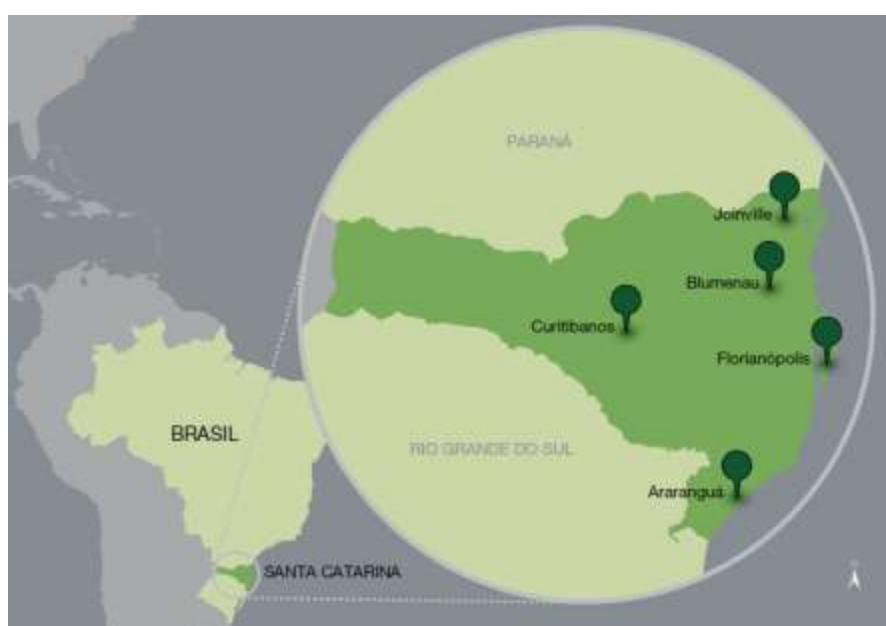 PARANÁ
Joinville
Blumenau
Curitibanos
Florianópolis
BRASIL
RIO GRANDE DO SUL
Araranguá
SANTA CATARINA